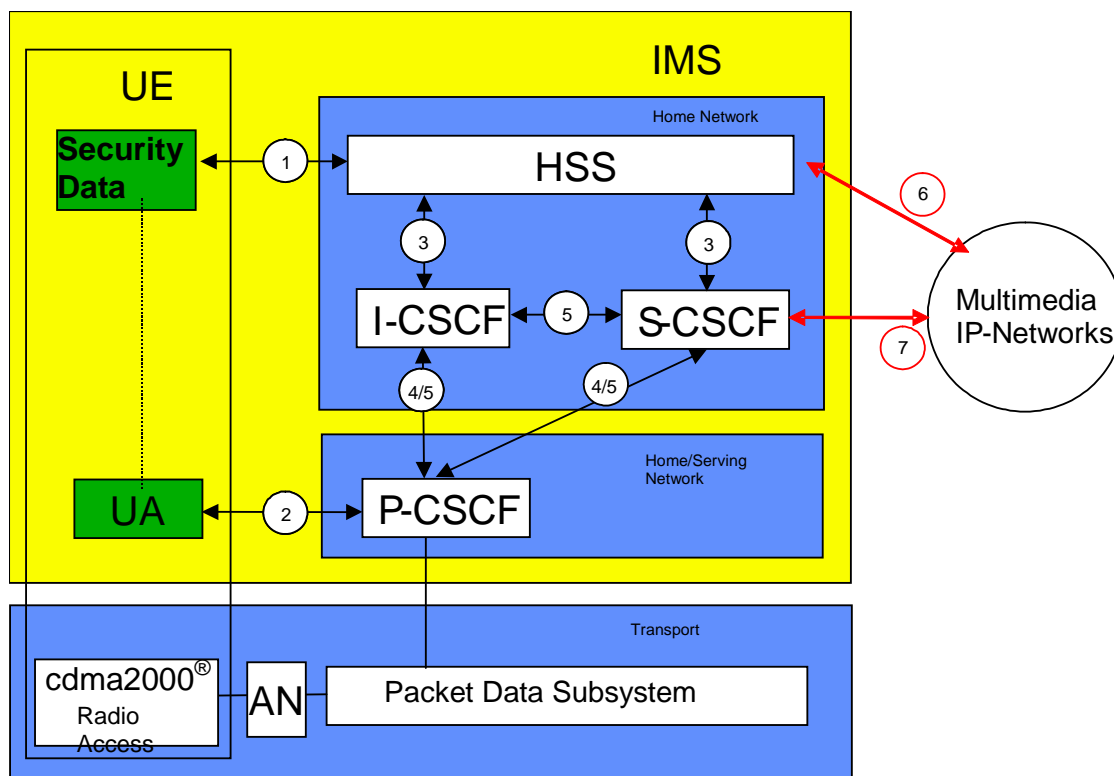 IMS
UE
Home Network
Security
Data
1
HSS
6
3
3
Multimedia
IP-Networks
I-CSCF
5
S-CSCF
7
4/5
4/5
Home/Serving
Network
UA
2
P-CSCF
Transport
cdma2000®
Radio
Access
AN
Packet Data Subsystem